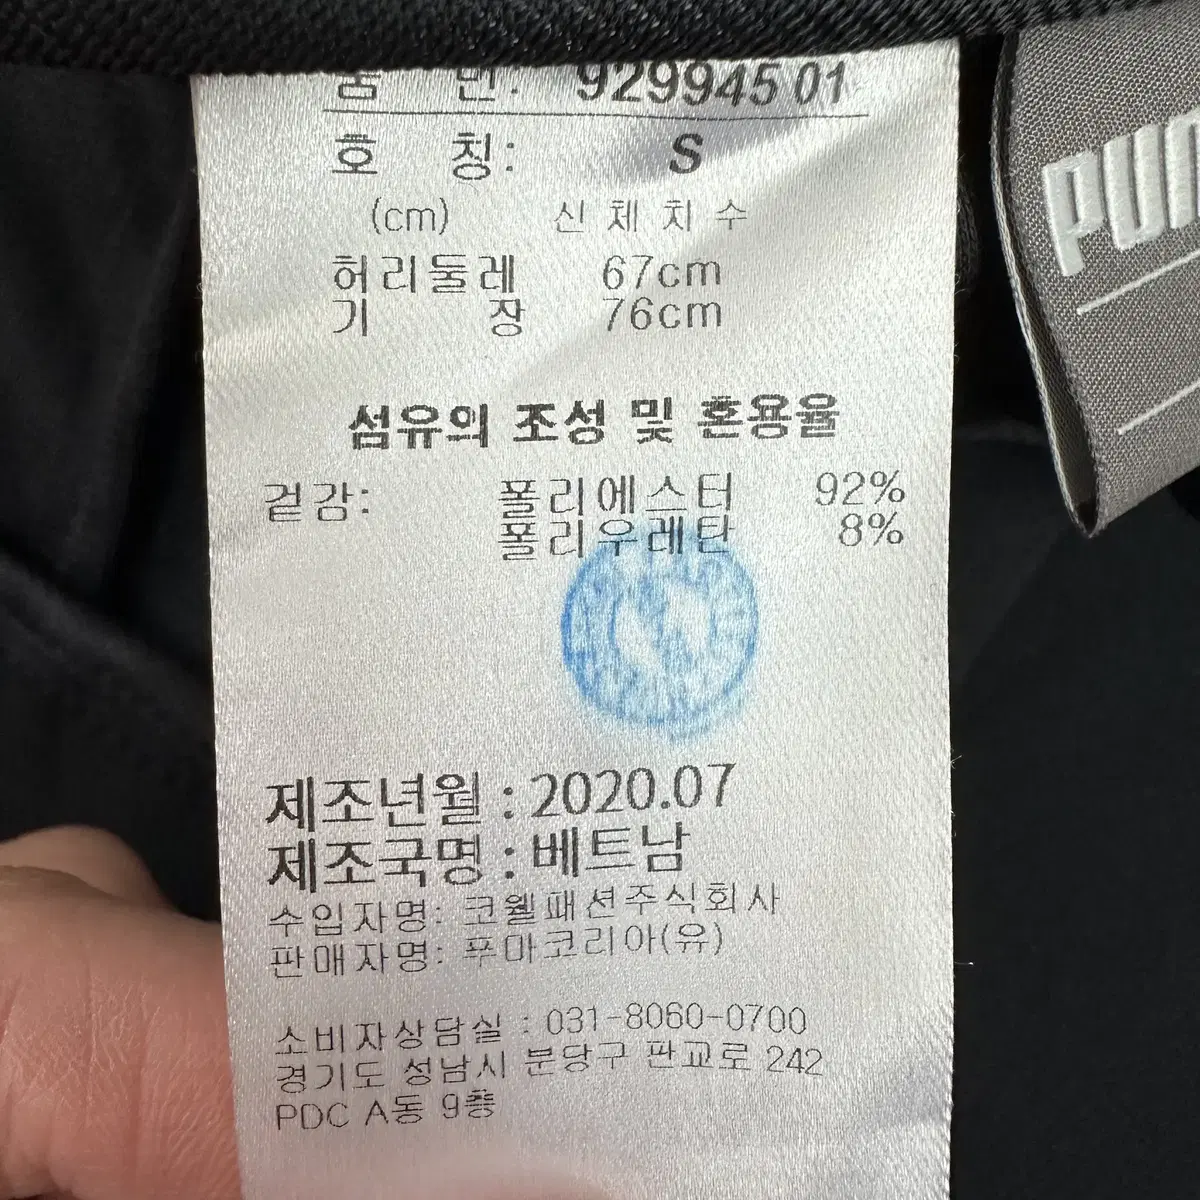 품 번: 929945 01
호 칭: S
(cm) 신체치수
허리둘레 67cm
기 장 76cm
섬유의 조성 및 혼용율
겉감: 폴리에스터 92%
폴리우레탄 8%
제조년월 : 2020.07
제조국명 : 베트남
수입자명: 코웰패션주식회사
판매자명: 푸마코리아(유)
소비자상담실 : 031-8060-0700
경기도 성남시 분당구 판교로 242
PDC A동 9층